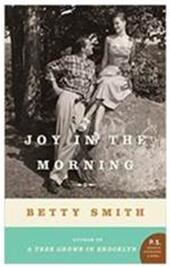 JOY IN THE
MORNING
BETTY SMITH
AUTHOR OF
A TREE GROWS IN BROOKLYN
P.S.